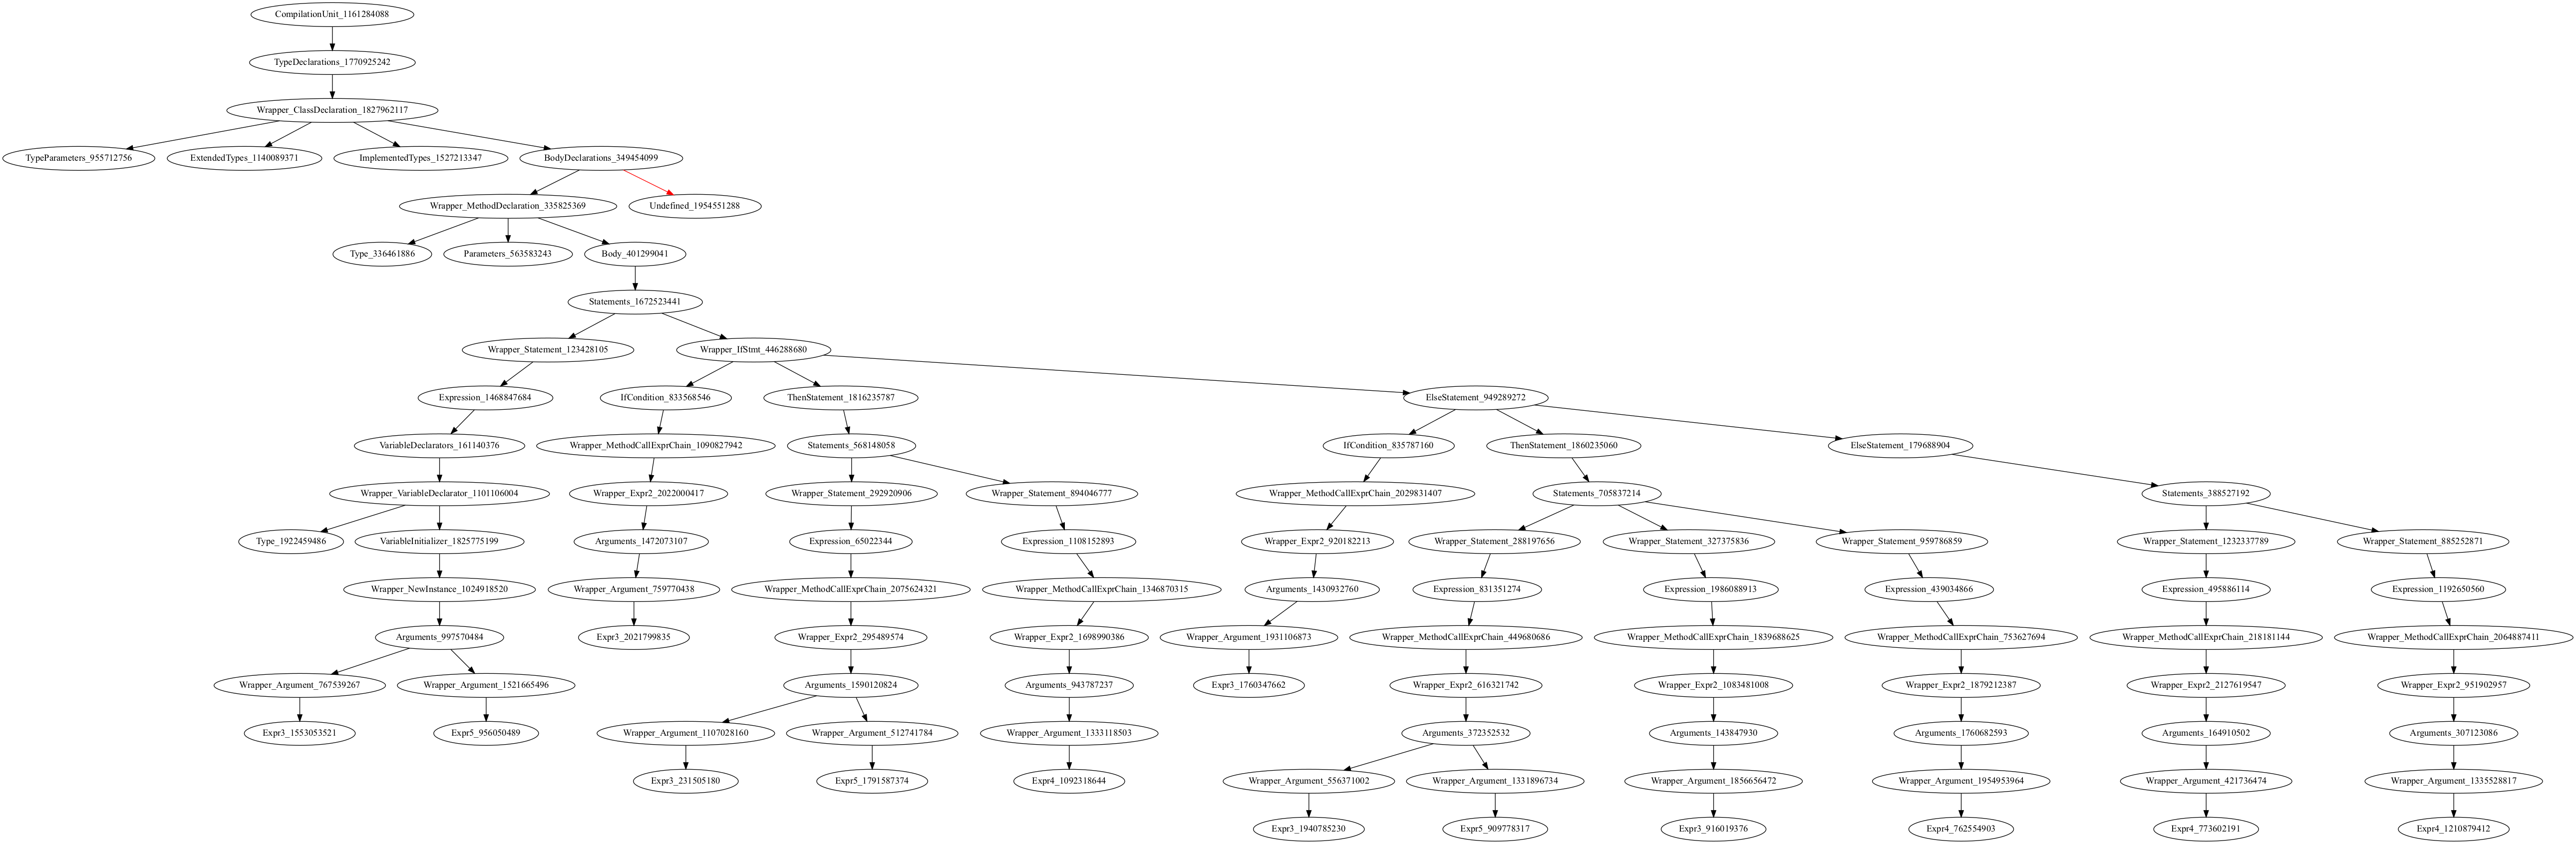 CompilationUnit_1161284088
TypeDeclarations_1770925242
Wrapper_ClassDeclaration_1827962117
TypeParameters_955712756
ExtendedTypes_1140089371
ImplementedTypes_1527213347
BodyDeclarations_349454099
Wrapper_MethodDeclaration_335825369
Undefined_1954551288
Type_336461886
Parameters_563583243
Body_401299041
Statements_1672523441
Wrapper_Statement_123428105
Wrapper_IfStmt_446288680
Expression_1468847684
IfCondition_833568546
ThenStatement_1816235787
ElseStatement_949289272
VariableDeclarators_161140376
Wrapper_MethodCallExprChain_1090827942
Statements_568148058
IfCondition_835787160
ThenStatement_1860235060
ElseStatement_179688904
Wrapper_VariableDeclarator_1101106004
Wrapper_Expr2_2022000417
Wrapper_Statement_292920906
Wrapper_Statement_894046777
Wrapper_MethodCallExprChain_2029831407
Statements_705837214
Statements_388527192
Type_1922459486
VariableInitializer_1825775199
Arguments_1472073107
Expression_65022344
Expression_1108152893
Wrapper_Expr2_920182213
Wrapper_Statement_288197656
Wrapper_Statement_327375836
Wrapper_Statement_959786859
Wrapper_Statement_1232337789
Wrapper_Statement_885252871
Wrapper_NewInstance_1024918520
Wrapper_Argument_759770438
Wrapper_MethodCallExprChain_2075624321
Wrapper_MethodCallExprChain_1346870315
Arguments_1430932760
Expression_831351274
Expression_1986088913
Expression_439034866
Expression_495886114
Expression_1192650560
Arguments_997570484
Expr3_2021799835
Wrapper_Expr2_295489574
Wrapper_Expr2_1698990386
Wrapper_Argument_1931106873
Wrapper_MethodCallExprChain_449680686
Wrapper_MethodCallExprChain_1839688625
Wrapper_MethodCallExprChain_753627694
Wrapper_MethodCallExprChain_218181144
Wrapper_MethodCallExprChain_2064887411
Wrapper_Argument_767539267
Wrapper_Argument_1521665496
Arguments_1590120824
Arguments_943787237
Expr3_1760347662
Wrapper_Expr2_616321742
Wrapper_Expr2_1083481008
Wrapper_Expr2_1879212387
Wrapper_Expr2_2127619547
Wrapper_Expr2_951902957
Expr3_1553053521
Expr5_956050489
Wrapper_Argument_1107028160
Wrapper_Argument_512741784
Wrapper_Argument_1333118503
Arguments_372352532
Arguments_143847930
Arguments_1760682593
Arguments_164910502
Arguments_307123086
Expr3_231505180
Expr5_1791587374
Expr4_1092318644
Wrapper_Argument_556371002
Wrapper_Argument_1331896734
Wrapper_Argument_1856656472
Wrapper_Argument_1954953964
Wrapper_Argument_421736474
Wrapper_Argument_1335528817
Expr3_1940785230
Expr5_909778317
Expr3_916019376
Expr4_762554903
Expr4_773602191
Expr4_1210879412